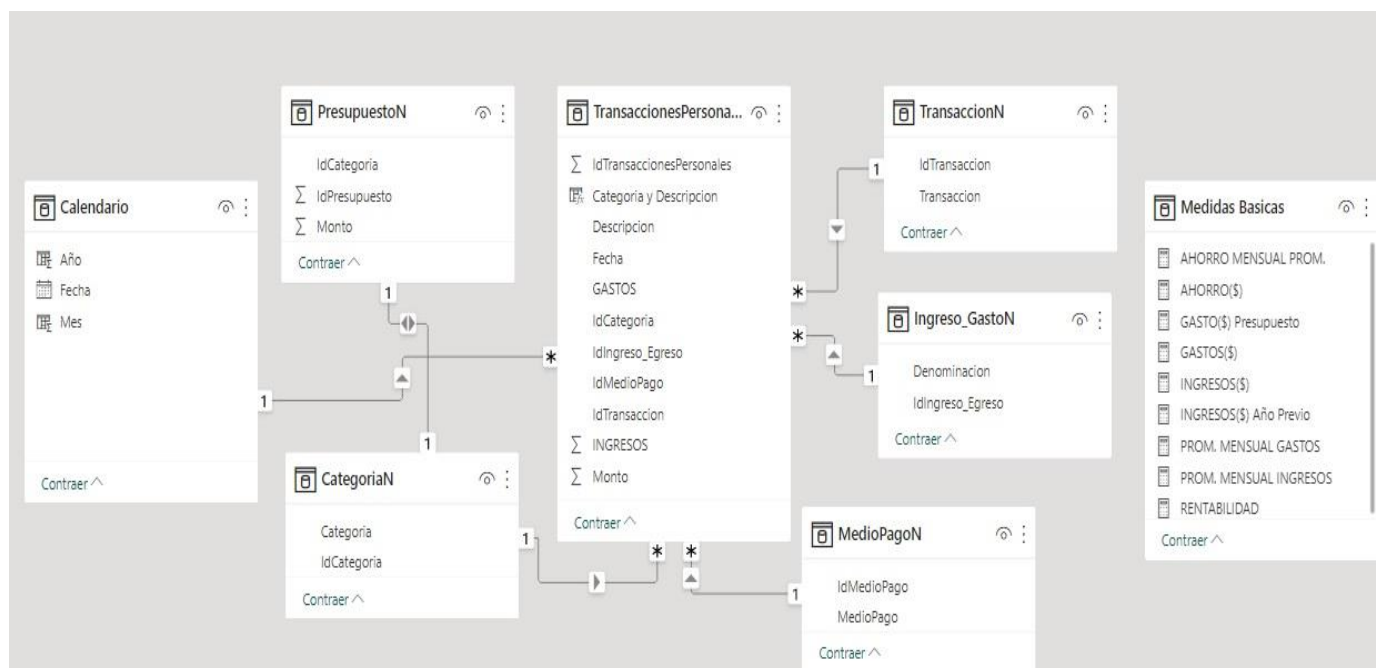 PresupuestoN
IdCategoria
IdPresupuesto
Monto
Contraer
TransaccionesPersona...
IdTransaccionesPersonales
Categoria y Descripcion
Descripcion
Fecha
GASTOS
IdCategoria
IdIngreso_Egreso
IdMedioPago
IdTransaccion
INGRESOS
Monto
Contraer
TransaccionN
IdTransaccion
Transaccion
Contraer
Calendario
Año
Fecha
Mes
Contraer
Medidas Basicas
AHORRO MENSUAL PROM.
AHORRO($)
GASTO($) Presupuesto
GASTOS($)
INGRESOS($)
INGRESOS($) Año Previo
PROM. MENSUAL GASTOS
PROM. MENSUAL INGRESOS
RENTABILIDAD
Contraer
Ingreso_GastoN
Denominacion
IdIngreso_Egreso
Contraer
CategoriaN
Categoria
IdCategoria
Contraer
MedioPagoN
IdMedioPago
MedioPago
Contraer
1
*
1
1
1
*
*
1
1
*
*
1